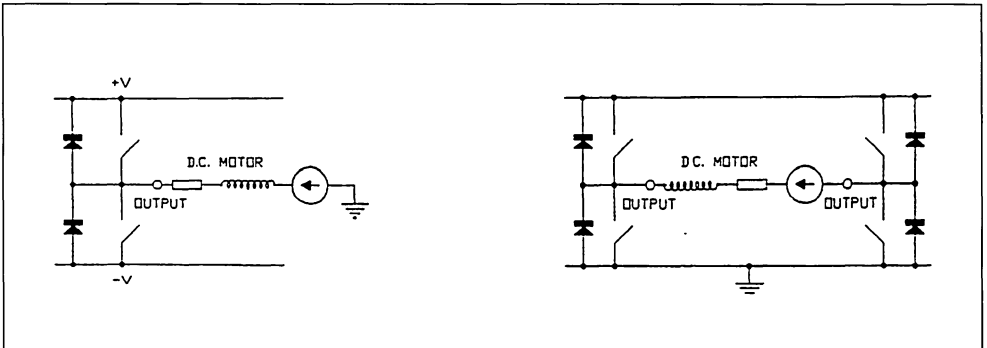 +V
D.C. MOTOR
OUTPUT
-V
D C. MOTOR
OUTPUT
OUTPUT